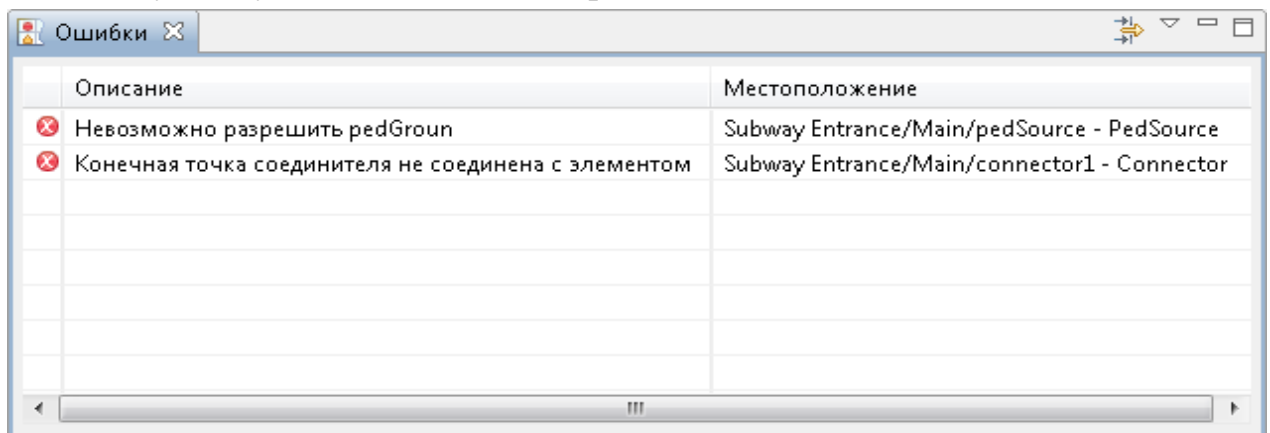 Ошибки
Описание Местоположение
Невозможно разрешить pedGroun Subway Entrance/Main/pedSource - PedSource
Конечная точка соединителя не соединена с элементом Subway Entrance/Main/connector1 - Connector